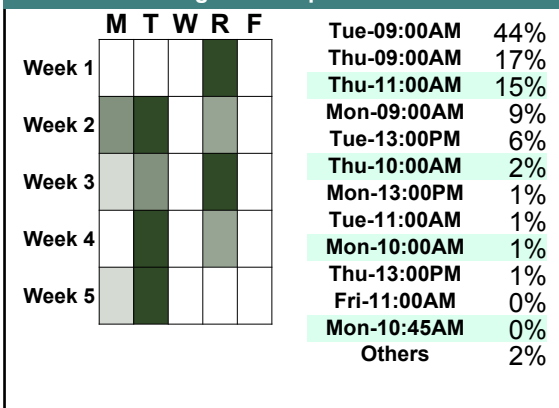 M T W R F
Week 1
Week 2
Week 3
Week 4
Week 5
Tue-09:00AM 44%
Thu-09:00AM 17%
Thu-11:00AM 15%
Mon-09:00AM 9%
Tue-13:00PM 6%
Thu-10:00AM 2%
Mon-13:00PM 1%
Tue-11:00AM 1%
Mon-10:00AM 1%
Thu-13:00PM 1%
Fri-11:00AM 0%
Mon-10:45AM 0%
Others 2%